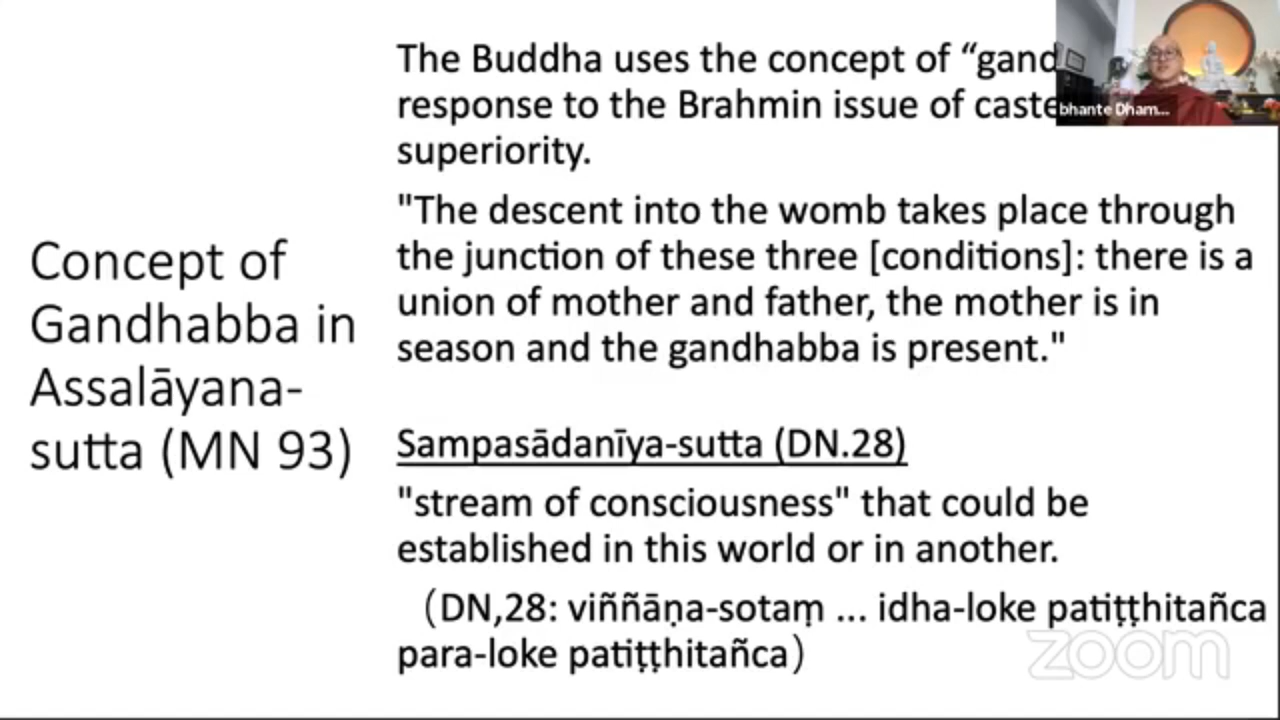 Concept of
Gandhabba in
Assalāyana-
sutta (MN 93)
The Buddha uses the concept of “gand
response to the Brahmin issue of caste
superiority.
"The descent into the womb takes place through
the junction of these three [conditions]: there is a
union of mother and father, the mother is in
season and the gandhabba is present."
Sampasādanīya-sutta (DN.28)
"stream of consciousness" that could be
established in this world or in another.
（DN,28: viññāṇa-sotaṃ ... idha-loke patiṭṭhitañca
para-loke patiṭṭhitañca）
bhante Dham...
zoom